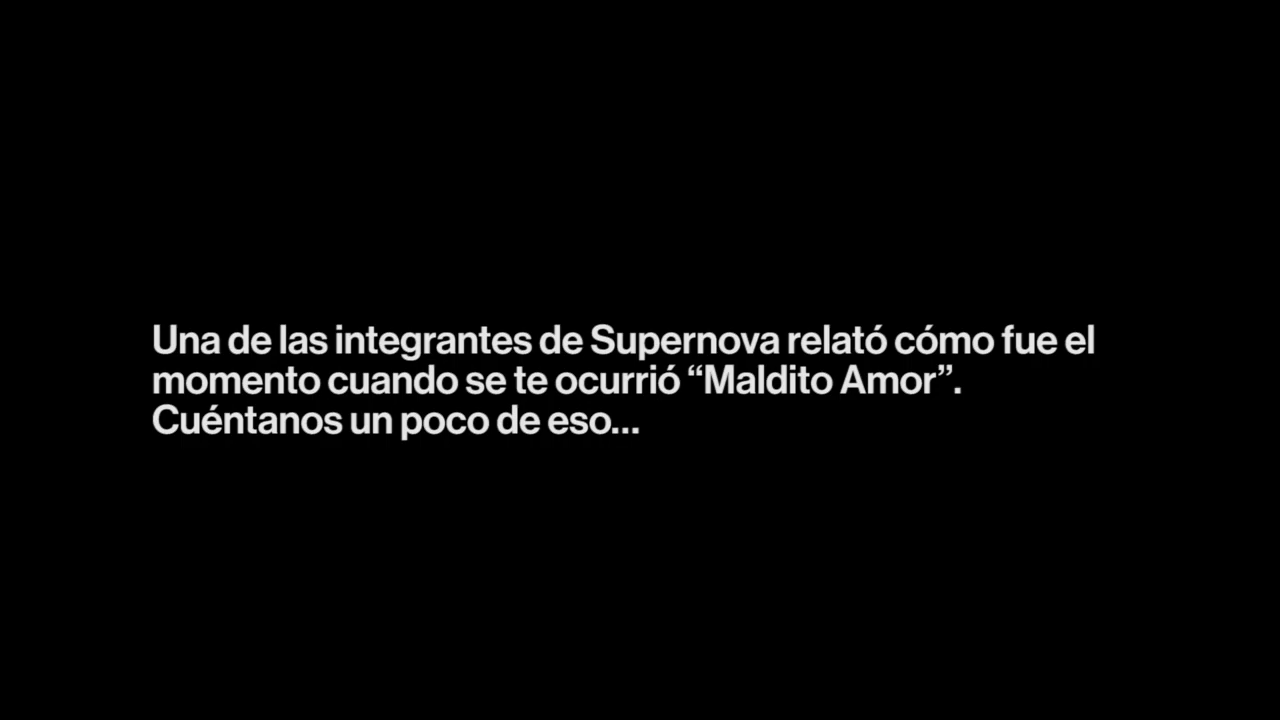 Una de las integrantes de Supernova relató cómo fue el
momento cuando se te ocurrió “Maldito Amor”.
Cuéntanos un poco de eso...